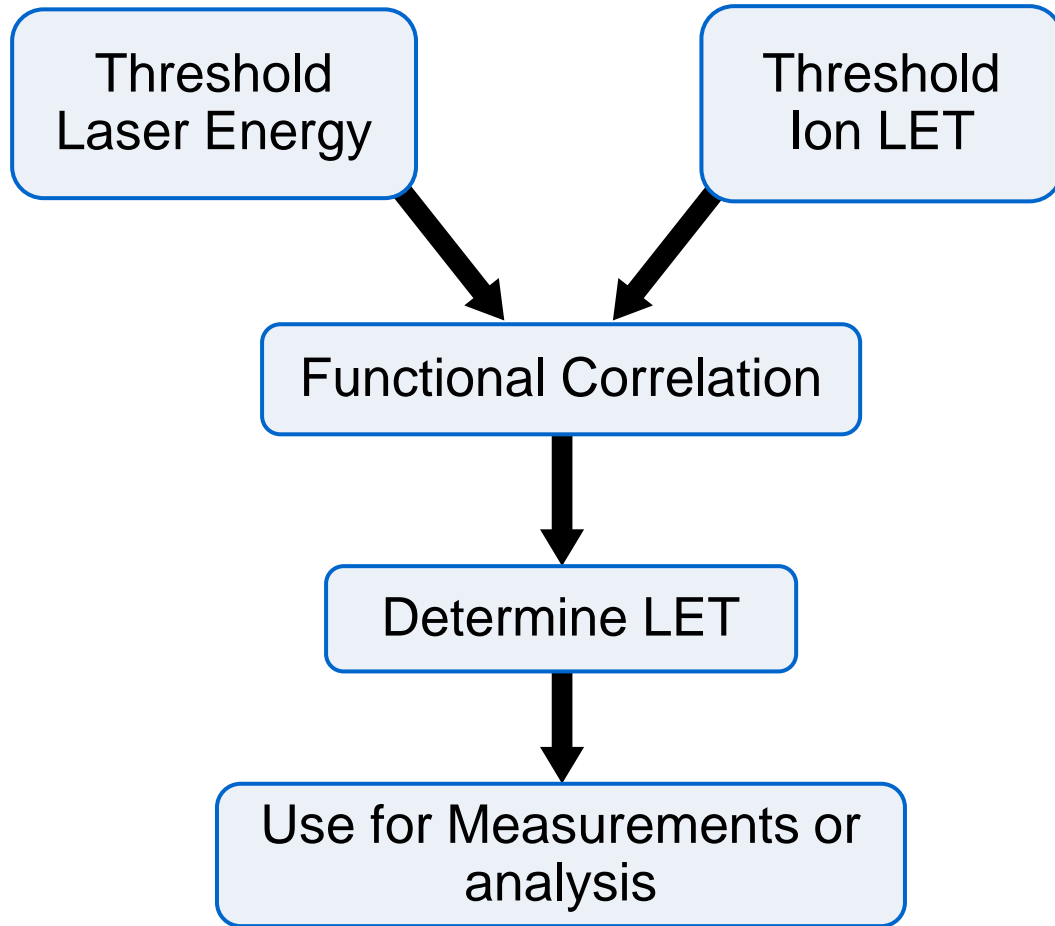 Threshold
Laser Energy
Threshold
Ion LET
Functional Correlation
Determine LET
Use for Measurements or
analysis